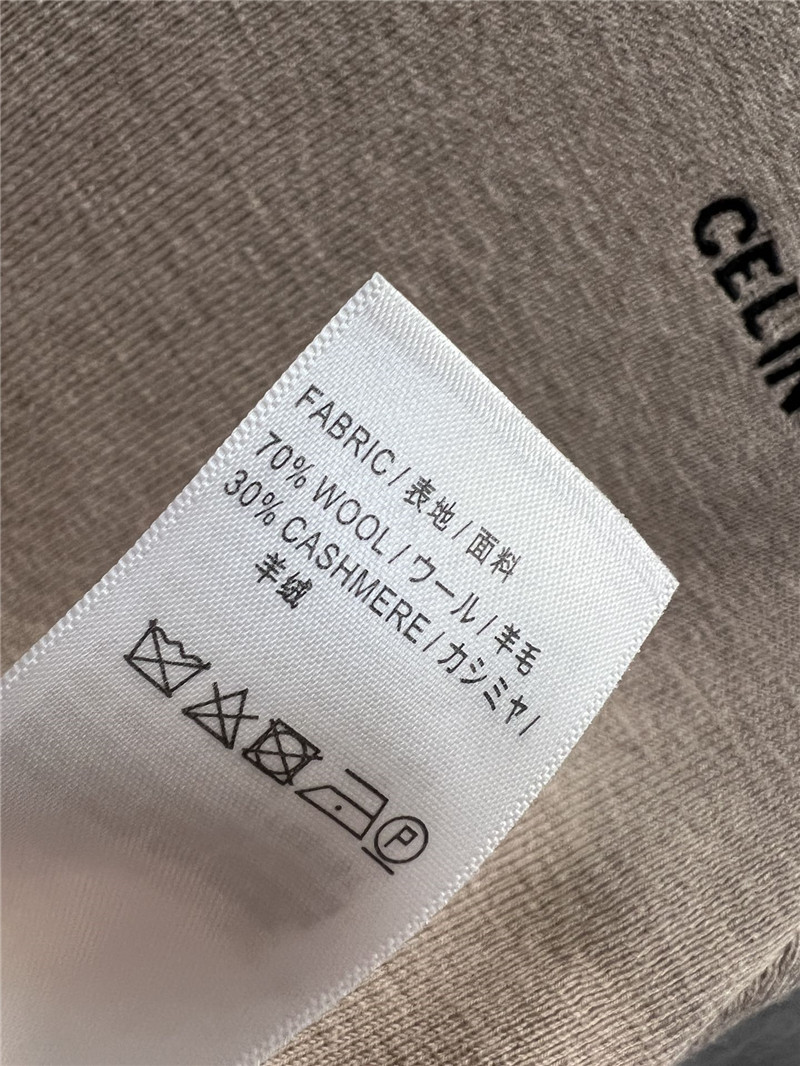 CELIN
FABRIC / 表地 / 面料
70% WOOL / ウール / 羊毛
30% CASHMERE / カシミヤ /
羊绒
P